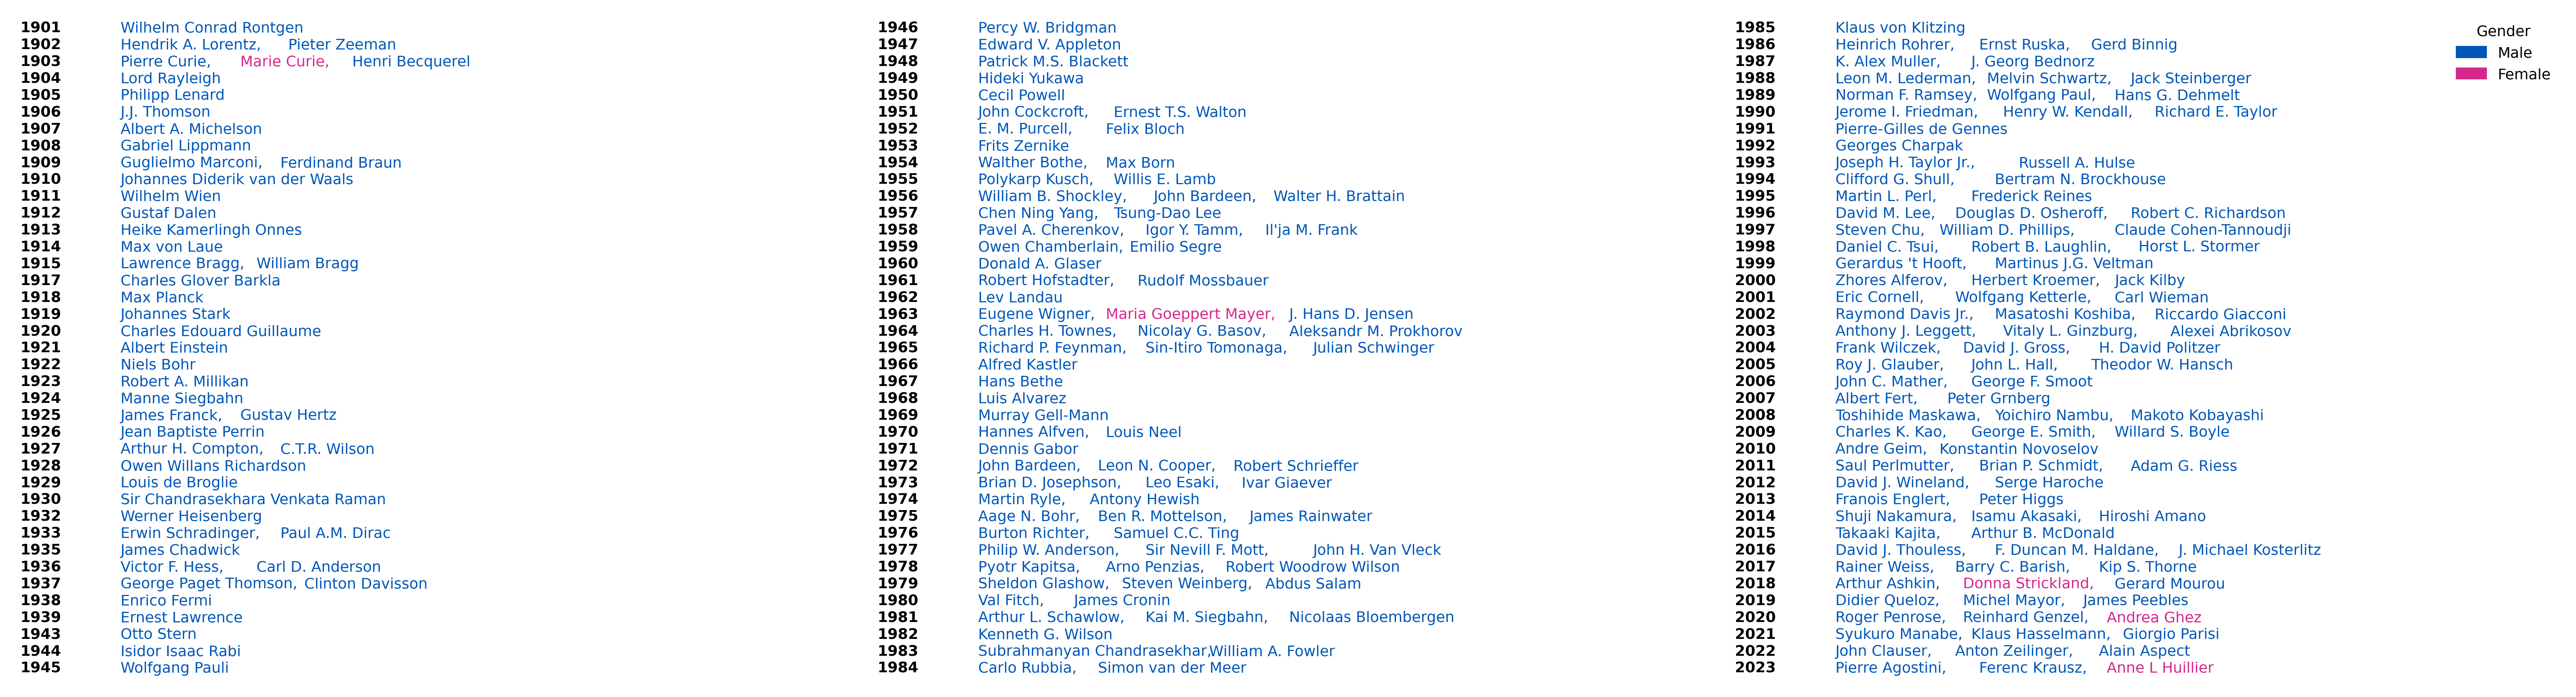 1901 Wilhelm Conrad Rontgen
1902 Hendrik A. Lorentz, Pieter Zeeman
1903 Pierre Curie, Marie Curie, Henri Becquerel
1904 Lord Rayleigh
1905 Philipp Lenard
1906 J.J. Thomson
1907 Albert A. Michelson
1908 Gabriel Lippmann
1909 Guglielmo Marconi, Ferdinand Braun
1910 Johannes Diderik van der Waals
1911 Wilhelm Wien
1912 Gustaf Dalen
1913 Heike Kamerlingh Onnes
1914 Max von Laue
1915 Lawrence Bragg, William Bragg
1917 Charles Glover Barkla
1918 Max Planck
1919 Johannes Stark
1920 Charles Edouard Guillaume
1921 Albert Einstein
1922 Niels Bohr
1923 Robert A. Millikan
1924 Manne Siegbahn
1925 James Franck, Gustav Hertz
1926 Jean Baptiste Perrin
1927 Arthur H. Compton, C.T.R. Wilson
1928 Owen Willans Richardson
1929 Louis de Broglie
1930 Sir Chandrasekhara Venkata Raman
1932 Werner Heisenberg
1933 Erwin Schradinger, Paul A.M. Dirac
1935 James Chadwick
1936 Victor F. Hess, Carl D. Anderson
1937 George Paget Thomson, Clinton Davisson
1938 Enrico Fermi
1939 Ernest Lawrence
1943 Otto Stern
1944 Isidor Isaac Rabi
1945 Wolfgang Pauli
1946 Percy W. Bridgman
1947 Edward V. Appleton
1948 Patrick M.S. Blackett
1949 Hideki Yukawa
1950 Cecil Powell
1951 John Cockcroft, Ernest T.S. Walton
1952 E. M. Purcell, Felix Bloch
1953 Frits Zernike
1954 Walther Bothe, Max Born
1955 Polykarp Kusch, Willis E. Lamb
1956 William B. Shockley, John Bardeen, Walter H. Brattain
1957 Chen Ning Yang, Tsung-Dao Lee
1958 Pavel A. Cherenkov, Igor Y. Tamm, Il'ja M. Frank
1959 Owen Chamberlain, Emilio Segre
1960 Donald A. Glaser
1961 Robert Hofstadter, Rudolf Mossbauer
1962 Lev Landau
1963 Eugene Wigner, Maria Goeppert Mayer, J. Hans D. Jensen
1964 Charles H. Townes, Nicolay G. Basov, Aleksandr M. Prokhorov
1965 Richard P. Feynman, Sin-Itiro Tomonaga, Julian Schwinger
1966 Alfred Kastler
1967 Hans Bethe
1968 Luis Alvarez
1969 Murray Gell-Mann
1970 Hannes Alfven, Louis Neel
1971 Dennis Gabor
1972 John Bardeen, Leon N. Cooper, Robert Schrieffer
1973 Brian D. Josephson, Leo Esaki, Ivar Giaever
1974 Martin Ryle, Antony Hewish
1975 Aage N. Bohr, Ben R. Mottelson, James Rainwater
1976 Burton Richter, Samuel C.C. Ting
1977 Philip W. Anderson, Sir Nevill F. Mott, John H. Van Vleck
1978 Pyotr Kapitsa, Arno Penzias, Robert Woodrow Wilson
1979 Sheldon Glashow, Steven Weinberg, Abdus Salam
1980 Val Fitch, James Cronin
1981 Arthur L. Schawlow, Kai M. Siegbahn, Nicolaas Bloembergen
1982 Kenneth G. Wilson
1983 Subrahmanyan Chandrasekhar, William A. Fowler
1984 Carlo Rubbia, Simon van der Meer
1985 Klaus von Klitzing
1986 Heinrich Rohrer, Ernst Ruska, Gerd Binnig
1987 K. Alex Muller, J. Georg Bednorz
1988 Leon M. Lederman, Melvin Schwartz, Jack Steinberger
1989 Norman F. Ramsey, Wolfgang Paul, Hans G. Dehmelt
1990 Jerome I. Friedman, Henry W. Kendall, Richard E. Taylor
1991 Pierre-Gilles de Gennes
1992 Georges Charpak
1993 Joseph H. Taylor Jr., Russell A. Hulse
1994 Clifford G. Shull, Bertram N. Brockhouse
1995 Martin L. Perl, Frederick Reines
1996 David M. Lee, Douglas D. Osheroff, Robert C. Richardson
1997 Steven Chu, William D. Phillips, Claude Cohen-Tannoudji
1998 Daniel C. Tsui, Robert B. Laughlin, Horst L. Stormer
1999 Gerardus 't Hooft, Martinus J.G. Veltman
2000 Zhores Alferov, Herbert Kroemer, Jack Kilby
2001 Eric Cornell, Wolfgang Ketterle, Carl Wieman
2002 Raymond Davis Jr., Masatoshi Koshiba, Riccardo Giacconi
2003 Anthony J. Leggett, Vitaly L. Ginzburg, Alexei Abrikosov
2004 Frank Wilczek, David J. Gross, H. David Politzer
2005 Roy J. Glauber, John L. Hall, Theodor W. Hansch
2006 John C. Mather, George F. Smoot
2007 Albert Fert, Peter Grnberg
2008 Toshihide Maskawa, Yoichiro Nambu, Makoto Kobayashi
2009 Charles K. Kao, George E. Smith, Willard S. Boyle
2010 Andre Geim, Konstantin Novoselov
2011 Saul Perlmutter, Brian P. Schmidt, Adam G. Riess
2012 David J. Wineland, Serge Haroche
2013 Franois Englert, Peter Higgs
2014 Shuji Nakamura, Isamu Akasaki, Hiroshi Amano
2015 Takaaki Kajita, Arthur B. McDonald
2016 David J. Thouless, F. Duncan M. Haldane, J. Michael Kosterlitz
2017 Rainer Weiss, Barry C. Barish, Kip S. Thorne
2018 Arthur Ashkin, Donna Strickland, Gerard Mourou
2019 Didier Queloz, Michel Mayor, James Peebles
2020 Roger Penrose, Reinhard Genzel, Andrea Ghez
2021 Syukuro Manabe, Klaus Hasselmann, Giorgio Parisi
2022 John Clauser, Anton Zeilinger, Alain Aspect
2023 Pierre Agostini, Ferenc Krausz, Anne L Huillier
Gender
Male
Female